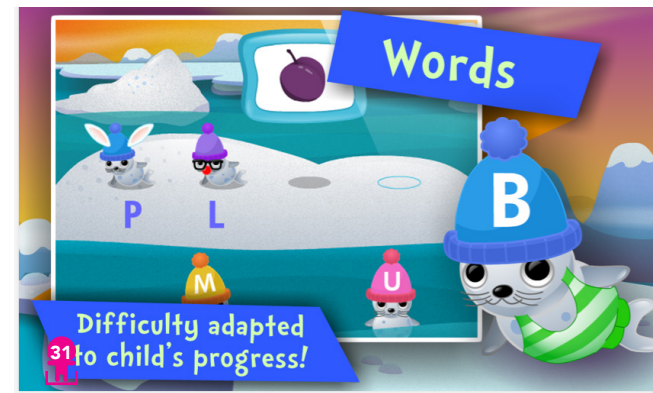 Words
B
P L
M
U
Difficulty adapted
31 to child's progress!